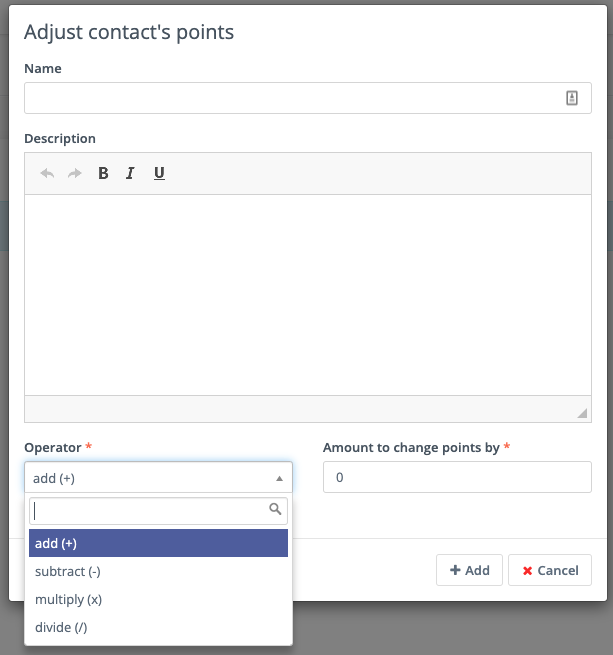 Adjust contact's points
Name
Description
B I U
Operator *
Amount to change points by *
add (+)
0
add (+)
subtract (-)
multiply (x)
divide (/)
+ Add
✖ Cancel